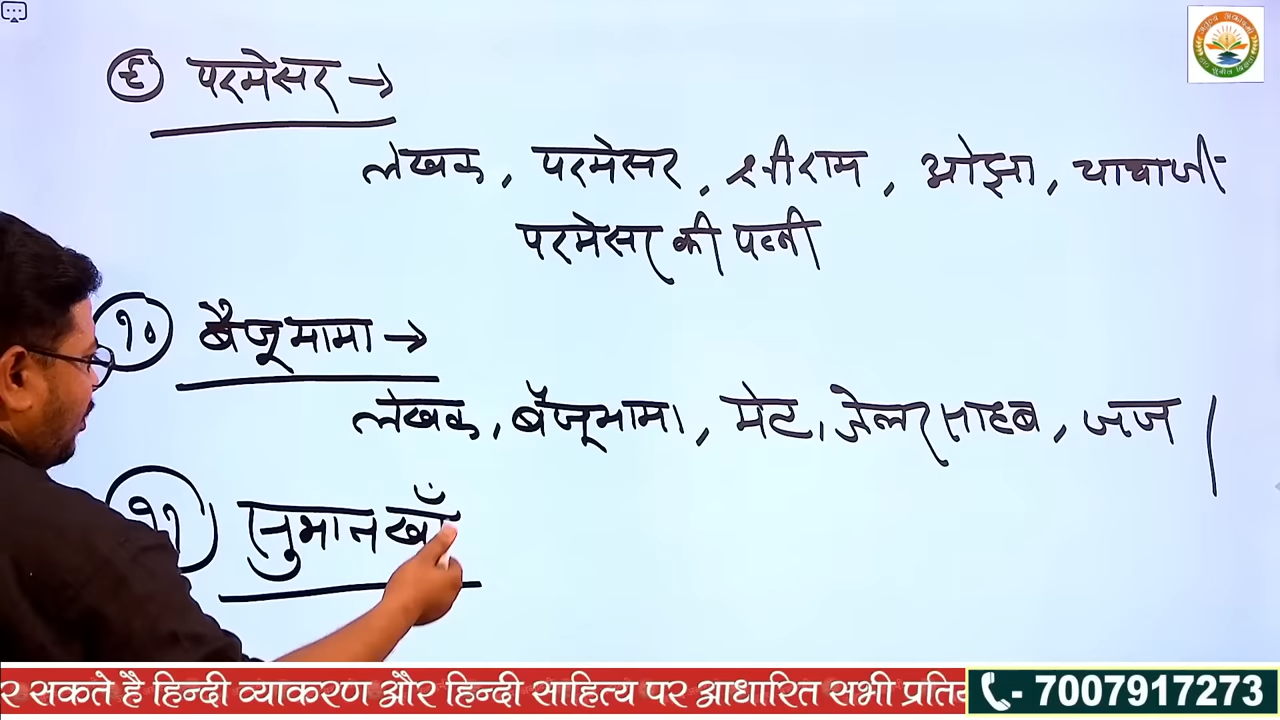 ९ परमेसर →
लेखक, परमेसर, श्रीराम, ओझा, चाचाजी
परमेसर की पत्नी
१० बैजू मामा →
लेखक, बैजू मामा, मेट, जेलर साहब, जज |
११ सुभान खाँ
र सकते है हिन्दी व्याकरण और हिन्दी साहित्य पर आधारित सभी प्रतिय
- 7007917273